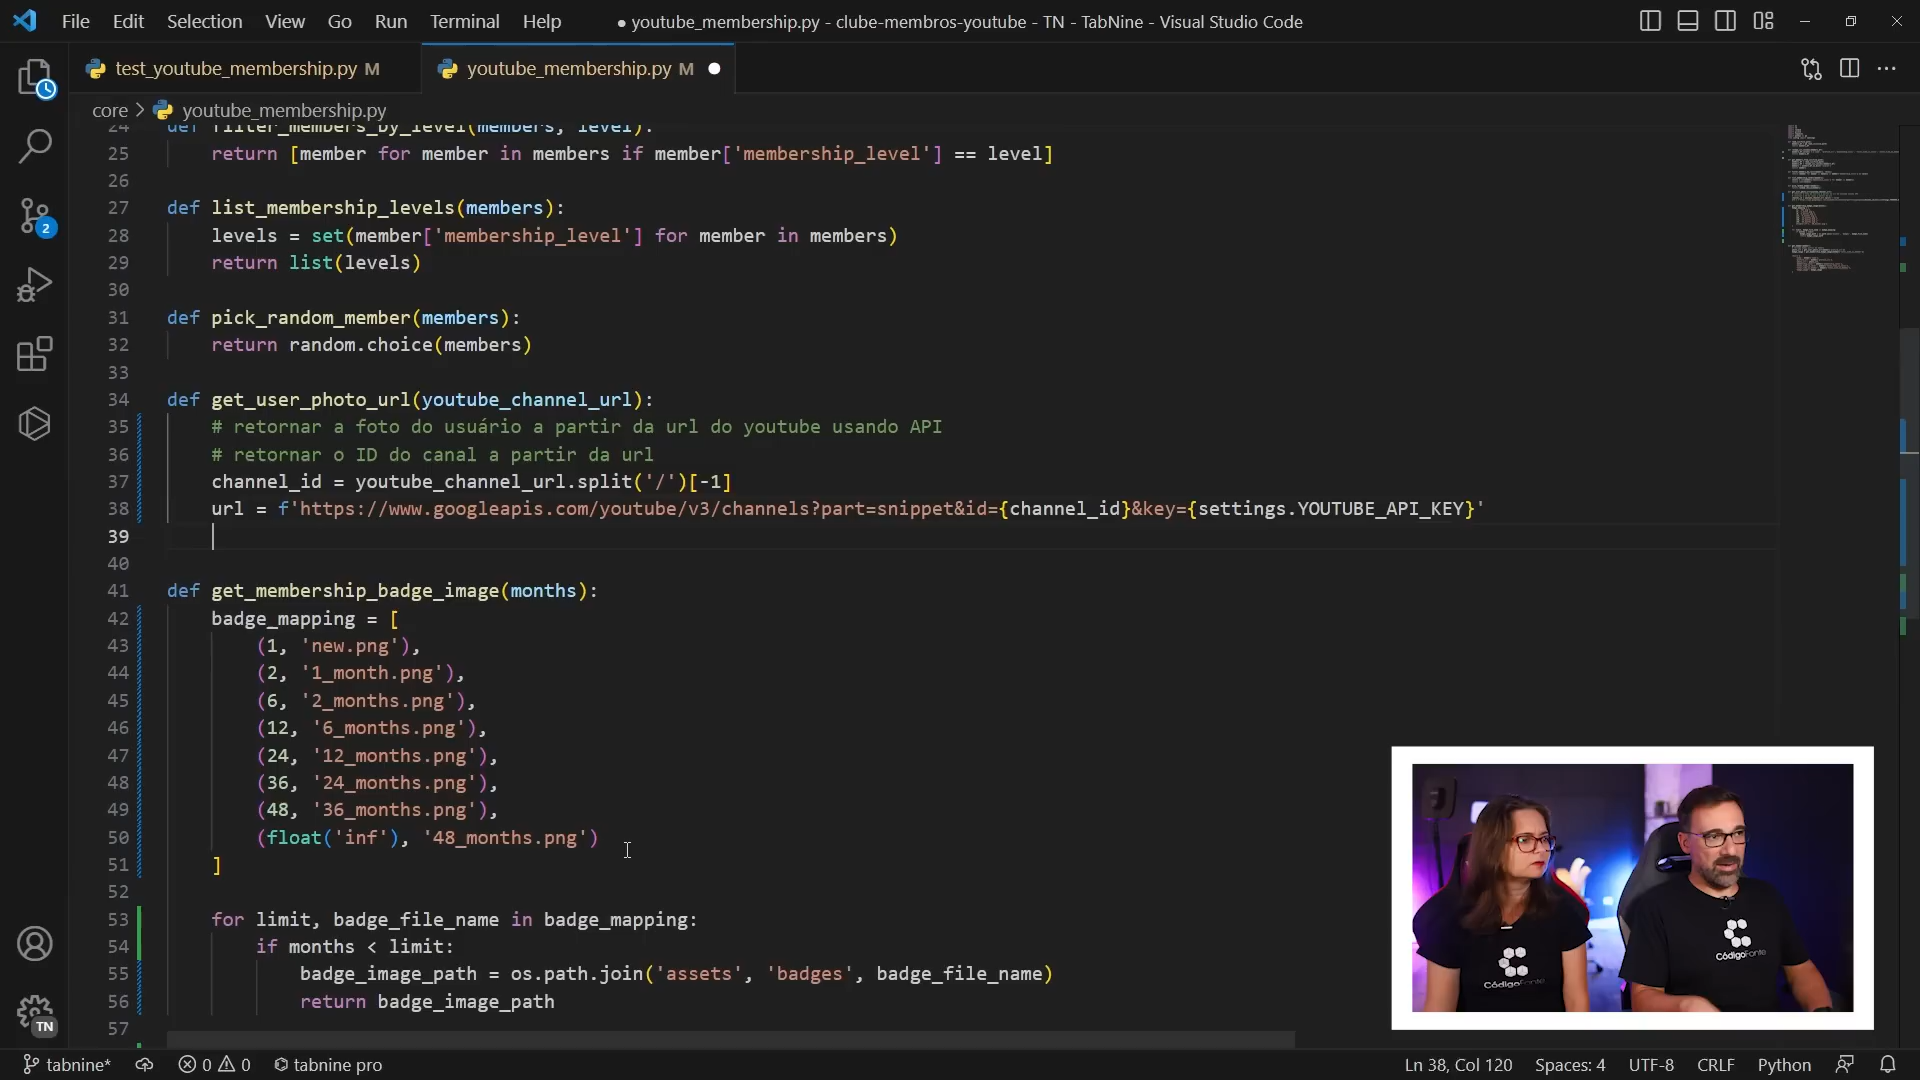 File Edit Selection View Go Run Terminal Help
● youtube_membership.py - clube-membros-youtube - TN - TabNine - Visual Studio Code
test_youtube_membership.py M
youtube_membership.py M
core > youtube_membership.py
24 def filter_members_by_level(members, level):
25 return [member for member in members if member['membership_level'] == level]
26
27 def list_membership_levels(members):
28 levels = set(member['membership_level'] for member in members)
29 return list(levels)
30
31 def pick_random_member(members):
32 return random.choice(members)
33
34 def get_user_photo_url(youtube_channel_url):
35 # retornar a foto do usuário a partir da url do youtube usando API
36 # retornar o ID do canal a partir da url
37 channel_id = youtube_channel_url.split('/')[-1]
38 url = f'https://www.googleapis.com/youtube/v3/channels?part=snippet&id={channel_id}&key={settings.YOUTUBE_API_KEY}'
39
40
41 def get_membership_badge_image(months):
42 badge_mapping = [
43 (1, 'new.png'),
44 (2, '1_month.png'),
45 (6, '2_months.png'),
46 (12, '6_months.png'),
47 (24, '12_months.png'),
48 (36, '24_months.png'),
49 (48, '36_months.png'),
50 (float('inf'), '48_months.png')
51 ]
52
53 for limit, badge_file_name in badge_mapping:
54 if months < limit:
55 badge_image_path = os.path.join('assets', 'badges', badge_file_name)
56 return badge_image_path
57
2
TN
CódigoFonte
CódigoFonte
tabnine* 0 0 tabnine pro
Ln 38, Col 120 Spaces: 4 UTF-8 CRLF Python